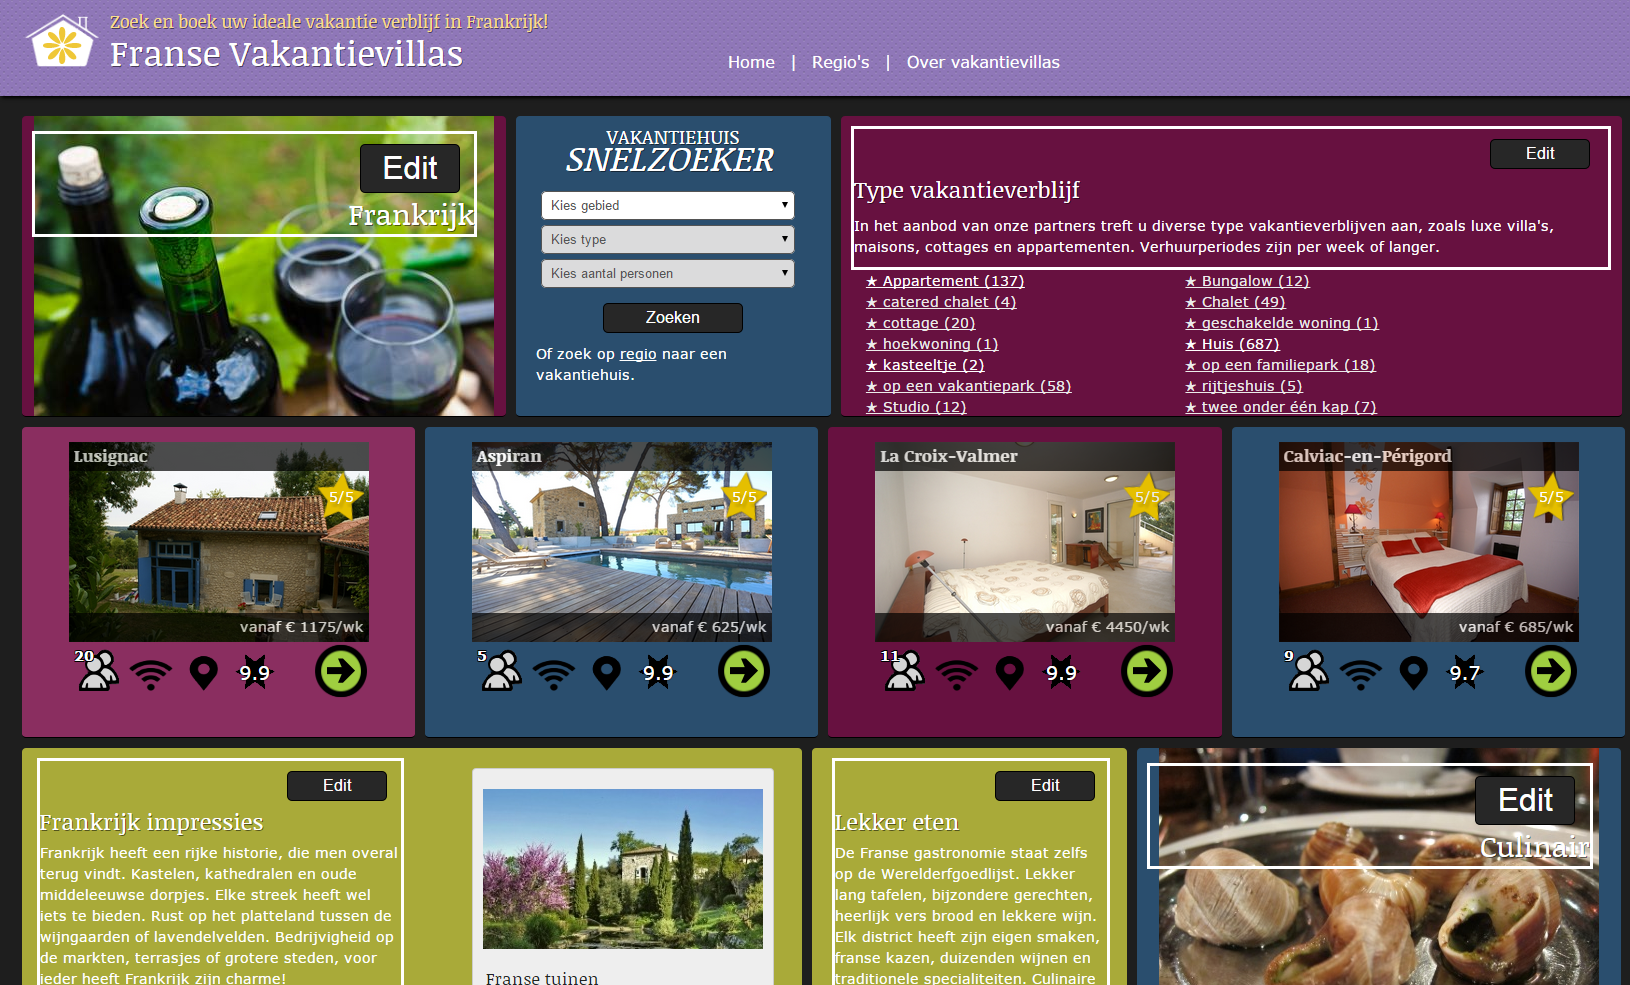 Zoek en boek uw ideale vakantie verblijf in Frankrijk!
Franse Vakantievillas
Home | Regio's | Over vakantievillas
Edit
Frankrijk
VAKANTIEHUIS
SNELZOEKER
Kies gebied
Kies type
Kies aantal personen
Zoeken
Of zoek op regio naar een
vakantiehuis.
Edit
Type vakantieverblijf
In het aanbod van onze partners treft u diverse type vakantieverblijven aan, zoals luxe villa's,
maisons, cottages en appartementen. Verhuurperiodes zijn per week of langer.
★ Appartement (137)
★ catered chalet (4)
★ cottage (20)
★ hoekwoning (1)
★ kasteeltje (2)
★ op een vakantiepark (58)
★ Studio (12)
★ Bungalow (12)
★ Chalet (49)
★ geschakelde woning (1)
★ Huis (687)
★ op een familiepark (18)
★ rijtjeshuis (5)
★ twee onder één kap (7)
Lusignac
5/5
vanaf € 1175/wk
20
9.9
Aspiran
5/5
vanaf € 625/wk
5
9.9
La Croix-Valmer
5/5
vanaf € 4450/wk
11
9.9
Calviac-en-Périgord
5/5
vanaf € 685/wk
9
9.7
Edit
Frankrijk impressies
Frankrijk heeft een rijke historie, die men overal
terug vindt. Kastelen, kathedralen en oude
middeleeuwse dorpjes. Elke streek heeft wel
iets te bieden. Rust op het platteland tussen de
wijngaarden of lavendelvelden. Bedrijvigheid op
de markten, terrasjes of grotere steden, voor
ieder heeft Frankrijk zijn charme!
Franse tuinen
Edit
Lekker eten
De Franse gastronomie staat zelfs
op de Werelderfgoedlijst. Lekker
lang tafelen, bijzondere gerechten,
heerlijk vers brood en lekkere wijn.
Elk district heeft zijn eigen smaken,
franse kazen, duizenden wijnen en
traditionele specialiteiten. Culinaire
Edit
Culinair